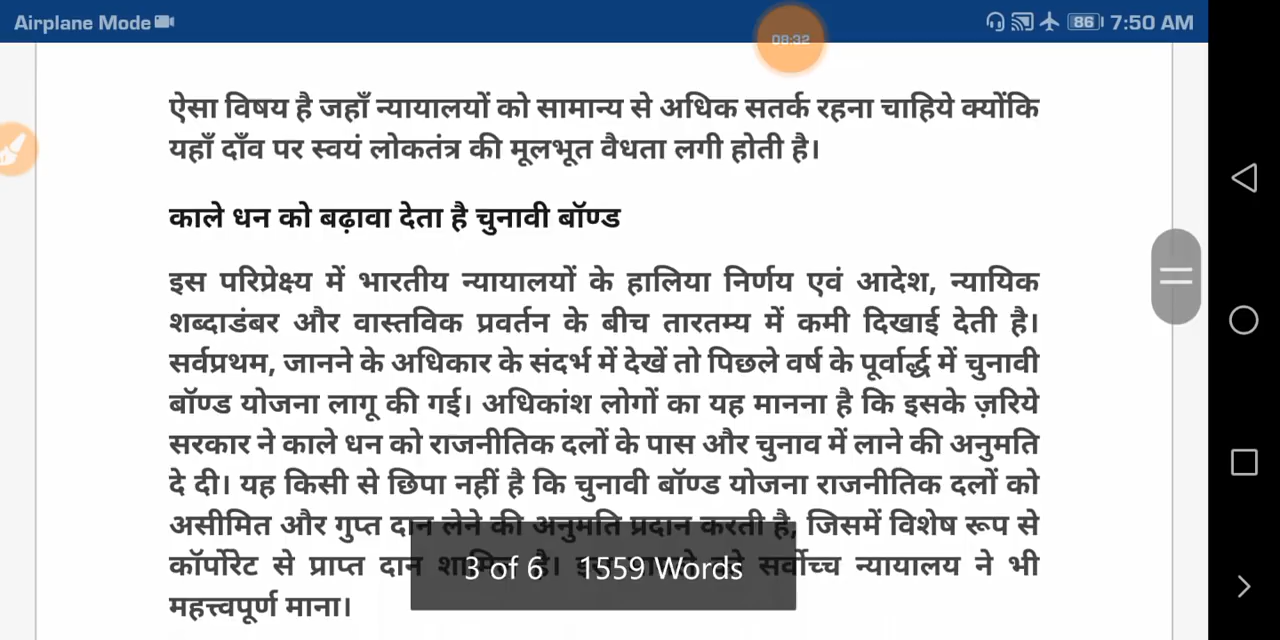 Airplane Mode
08:32
86
7:50 AM
ऐसा विषय है जहाँ न्यायालयों को सामान्य से अधिक सतर्क रहना चाहिये क्योंकि
यहाँ दाँव पर स्वयं लोकतंत्र की मूलभूत वैधता लगी होती है।
काले धन को बढ़ावा देता है चुनावी बॉण्ड
इस परिप्रेक्ष्य में भारतीय न्यायालयों के हालिया निर्णय एवं आदेश, न्यायिक
शब्दाडंबर और वास्तविक प्रवर्तन के बीच तारतम्य में कमी दिखाई देती है।
सर्वप्रथम, जानने के अधिकार के संदर्भ में देखें तो पिछले वर्ष के पूर्वार्द्ध में चुनावी
बॉण्ड योजना लागू की गई। अधिकांश लोगों का यह मानना है कि इसके ज़रिये
सरकार ने काले धन को राजनीतिक दलों के पास और चुनाव में लाने की अनुमति
दे दी। यह किसी से छिपा नहीं है कि चुनावी बॉण्ड योजना राजनीतिक दलों को
असीमित और गुप्त दान लेने की अनुमति प्रदान करती है, जिसमें विशेष रूप से
कॉर्पोरेट से प्राप्त दान सर्वोच्च न्यायालय ने भी
महत्त्वपूर्ण माना।
3 of 6 1559 Words